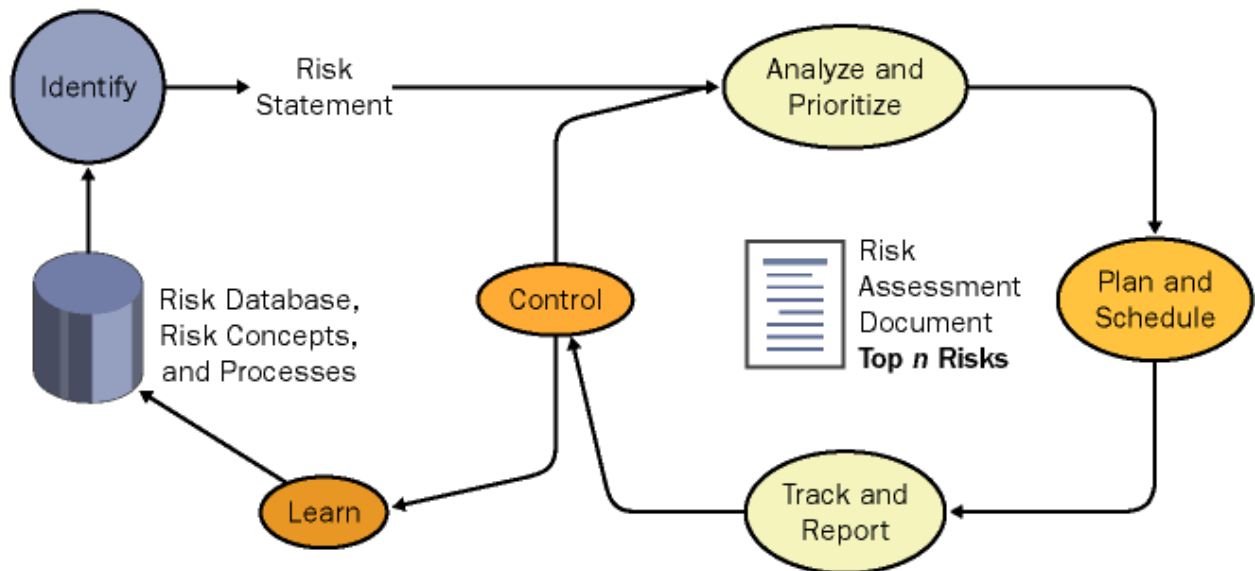 Identify
Risk
Statement
Analyze and
Prioritize
Risk Database,
Risk Concepts,
and Processes
Control
Risk
Assessment
Document
Top n Risks
Plan and
Schedule
Learn
Track and
Report